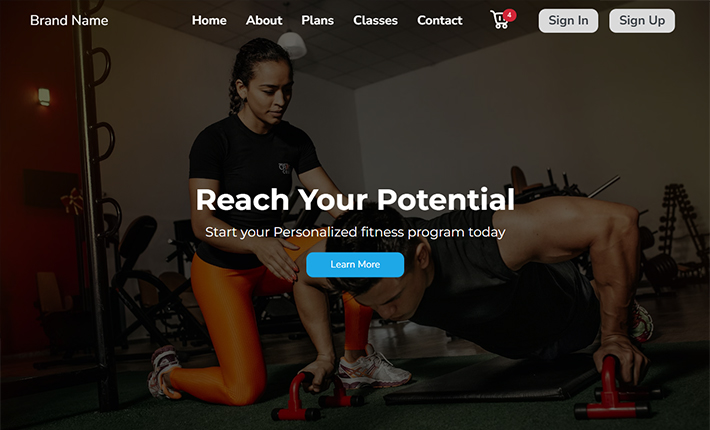 Brand Name
Home About Plans Classes Contact 4 Sign In Sign Up
Reach Your Potential
Start your Personalized fitness program today
Learn More